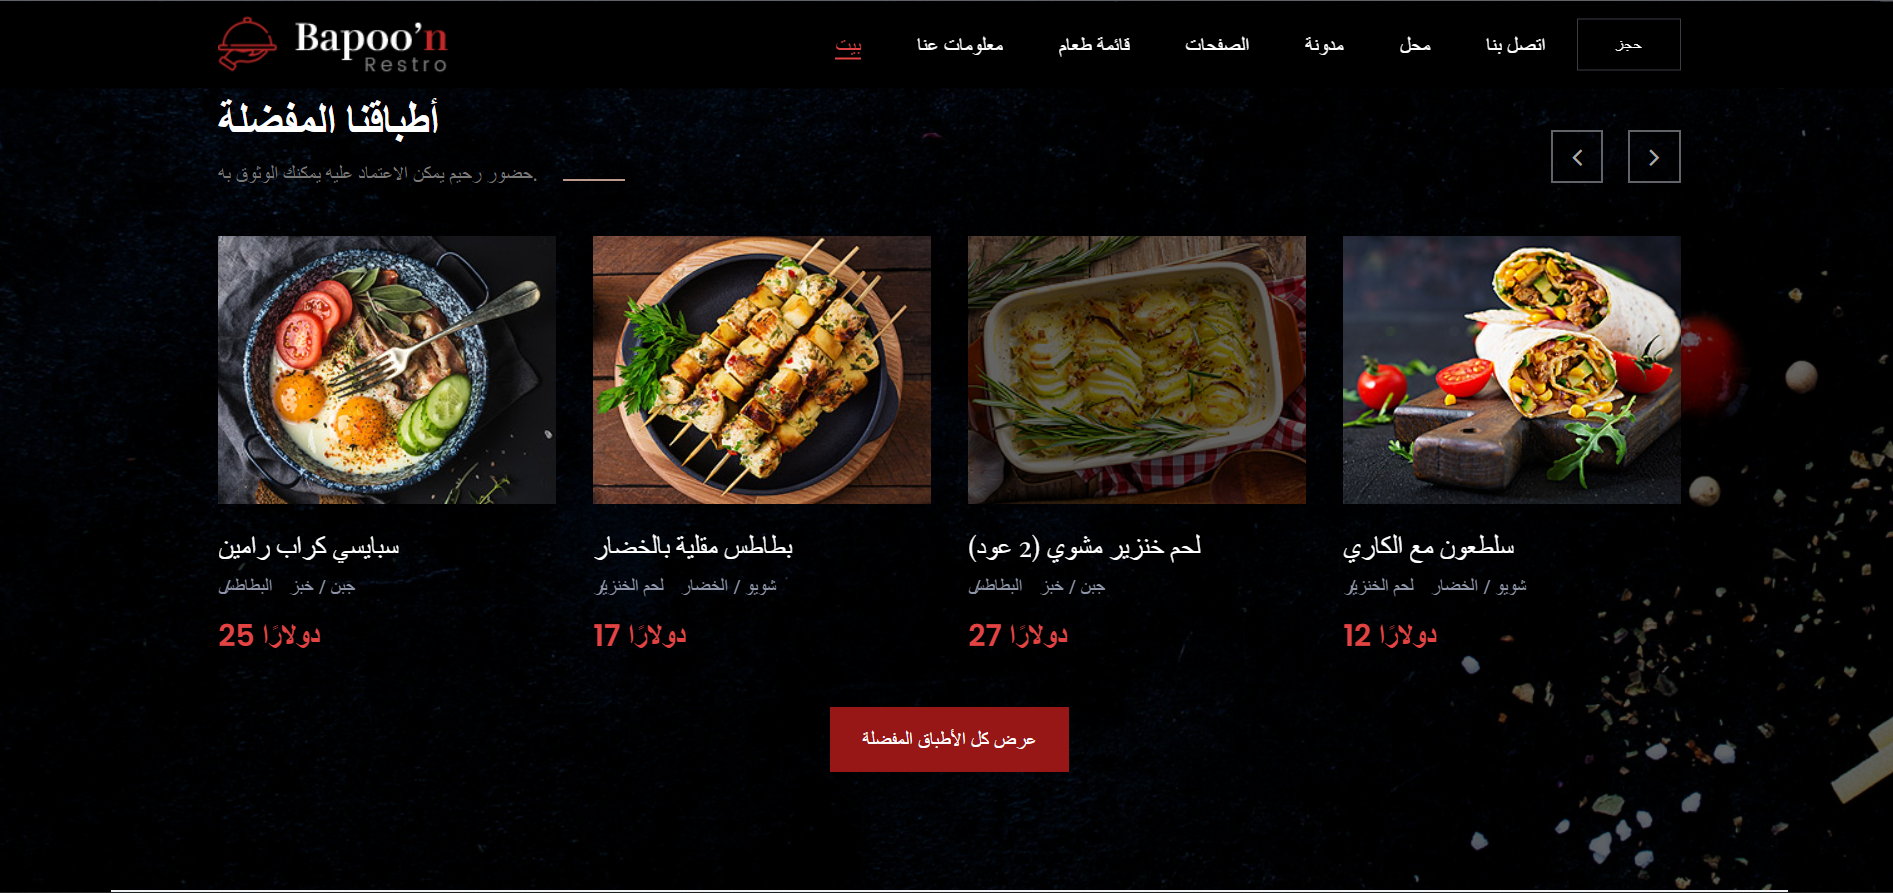 Bapoo'n
Restro
بيت
معلومات عنا
قائمة طعام
الصفحات
مدونة
محل
اتصل بنا
حجز
أطباقنا المفضلة
حضور رحيم يمكن الاعتماد عليه يمكنك الوثوق به.
سبايسي كراب رامين
جبن / خبز
البطاطس/
25 دولارًا
بطاطس مقلية بالخضار
شويو / الخضار
لحم الخنزير/
17 دولارًا
لحم خنزير مشوي (2 عود)
جبن / خبز
البطاطس/
27 دولارًا
سلطعون مع الكاري
شويو / الخضار
لحم الخنزير/
12 دولارًا
عرض كل الأطباق المفضلة